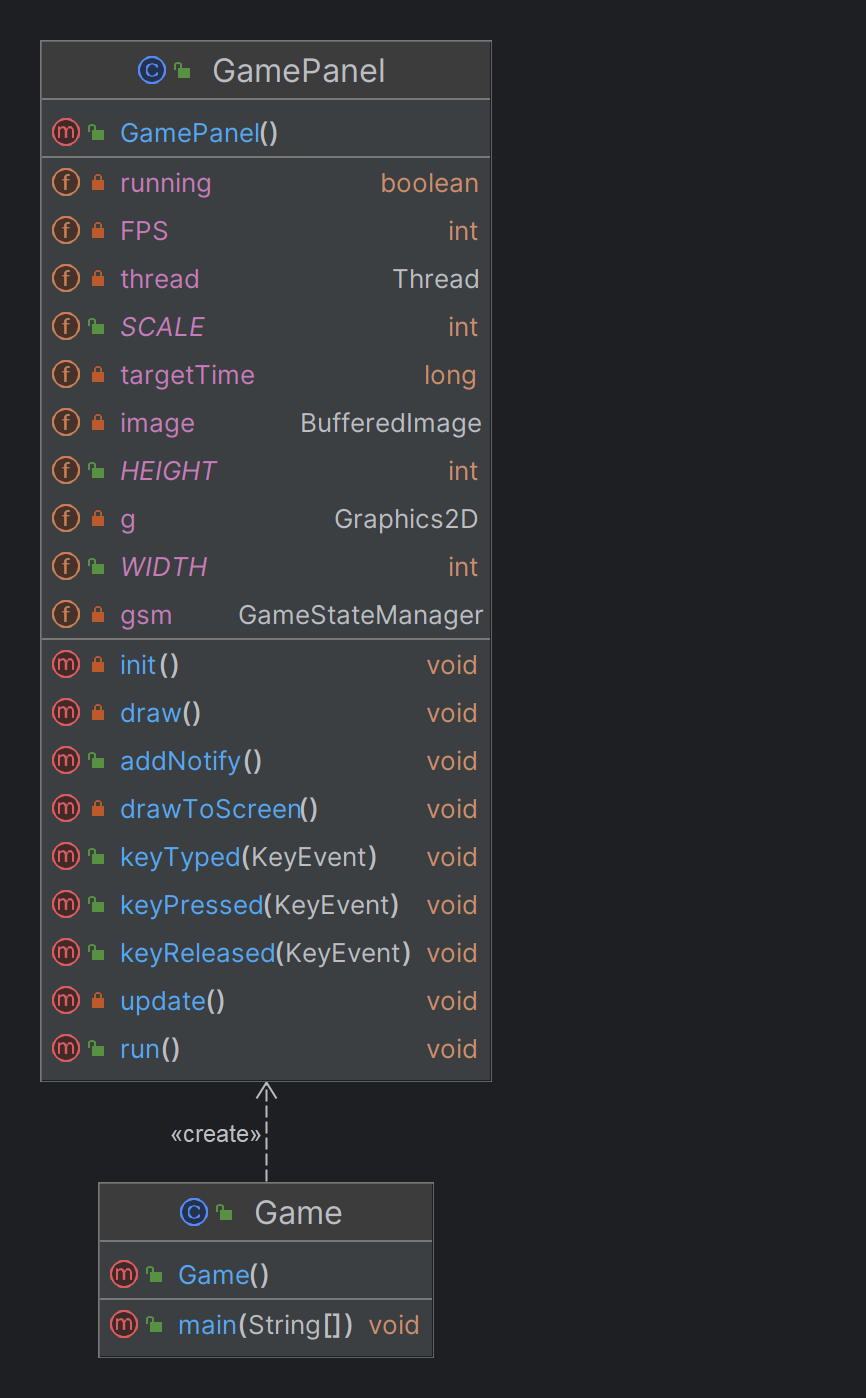 GamePanel
GamePanel()
running boolean
FPS int
thread Thread
SCALE int
targetTime long
image BufferedImage
HEIGHT int
g Graphics2D
WIDTH int
gsm GameStateManager
init() void
draw() void
addNotify() void
drawToScreen() void
keyTyped(KeyEvent) void
keyPressed(KeyEvent) void
keyReleased(KeyEvent) void
update() void
run() void
«create»
Game
Game()
main(String[]) void